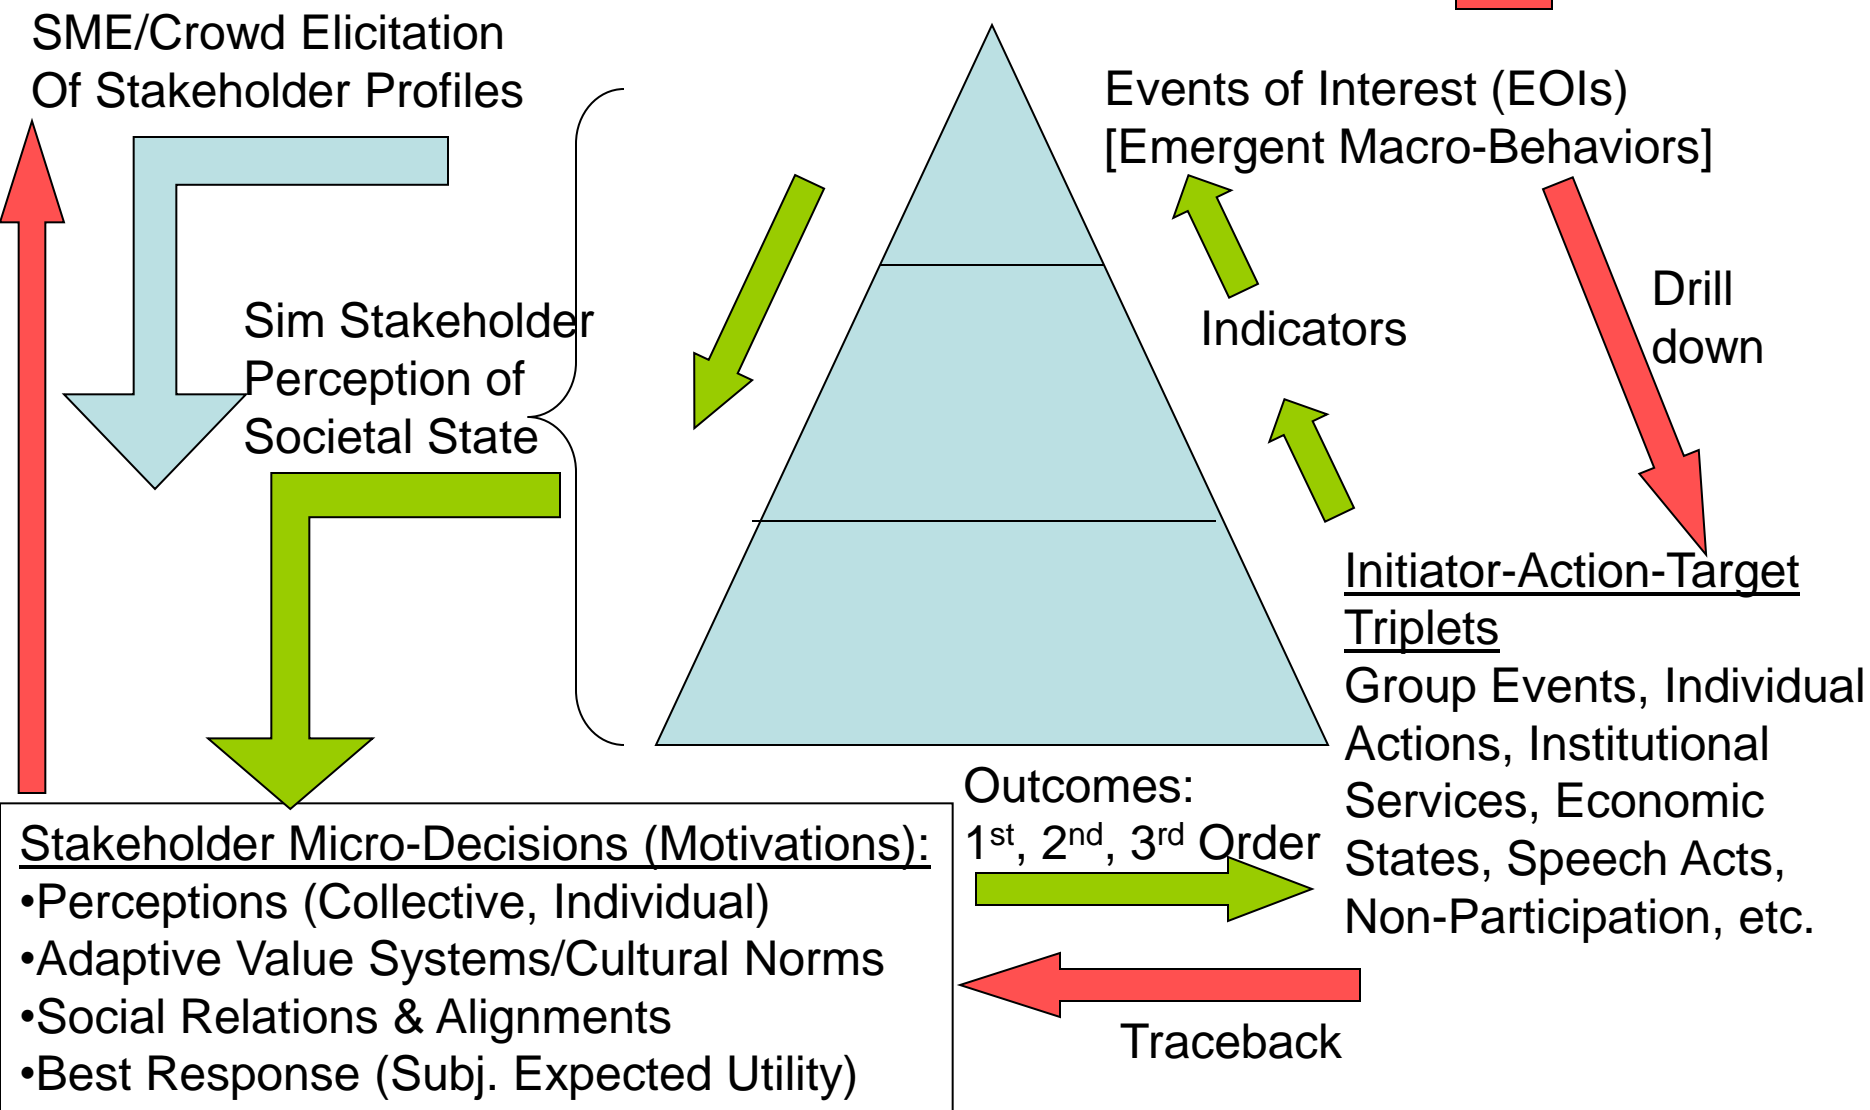 SME/Crowd Elicitation
Of Stakeholder Profiles
Events of Interest (EOIs)
[Emergent Macro-Behaviors]
Drill
down
Sim Stakeholder
Perception of
Societal State
Indicators
Initiator-Action-Target
Triplets
Group Events, Individual
Actions, Institutional
Services, Economic
States, Speech Acts,
Non-Participation, etc.
Outcomes:
1st, 2nd, 3rd Order
Stakeholder Micro-Decisions (Motivations):
•Perceptions (Collective, Individual)
•Adaptive Value Systems/Cultural Norms
•Social Relations & Alignments
•Best Response (Subj. Expected Utility)
Traceback